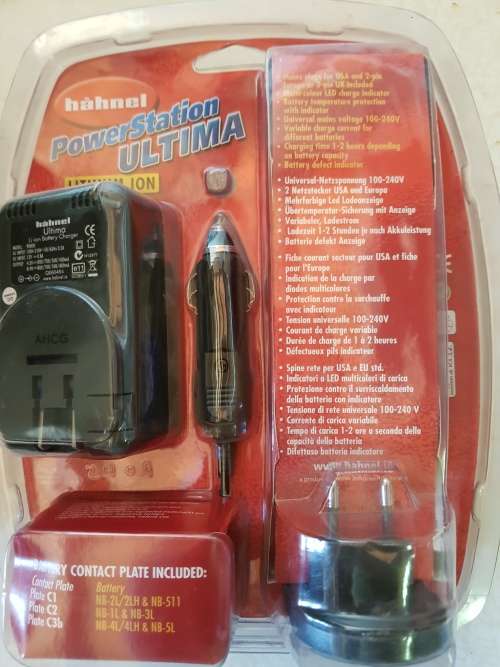 hähnel
PowerStation
ULTIMA
LITHIUM ION
hähnel
Ultima
Li-ion Battery Charger
AHCG
BATTERY CONTACT PLATE INCLUDED:
Contact Plate Battery
Plate C1 NB-2L/2LH & NB-511
Plate C2 NB-1L & NB-3L
Plate C3b NB-4L/4LH & NB-5L
for USA and 2-pin
UK included
LED charge indicator
• Battery temperature protection
with indicator
• Universal mains voltage 100-240V
• Variable charge current for
different batteries
• Charging time 1-2 hours depending
on battery capacity
• Battery defect indicator
• Universal-Netzspannung 100-240V
• 2 Netzstecker USA und Europa
• Mehrfarbige Led Ladeanzeige
• Übertemperatur-Sicherung mit Anzeige
• Variabeler, Ladestrom
• Ladezeit 1-2 Stunden je nach Akkuleistung
• Batterie defekt Anzeige
• Fiche courant secteur pour USA et fiche
pour l'Europe
• Indication de la charge par
diodes multicolores
• Protection contre la surchauffe
avec indicateur
• Tension universelle 100-240V
• Courant de charge variable
• Durée de charge de 1 à 2 heures
• Défectueux pils indicateur
• Spine rete per USA e EU std.
• Indicatori a LED multicolori di carica
• Protezione contro il surriscaldamento
della batteria con indicatore
• Tensione di rete universale 100-240 V
• Corrente di carica variabile
• Tempo di carica 1-2 ore a seconda della
capacità della batteria
• Difettoso batteria indicatore
www.hahnel.ie